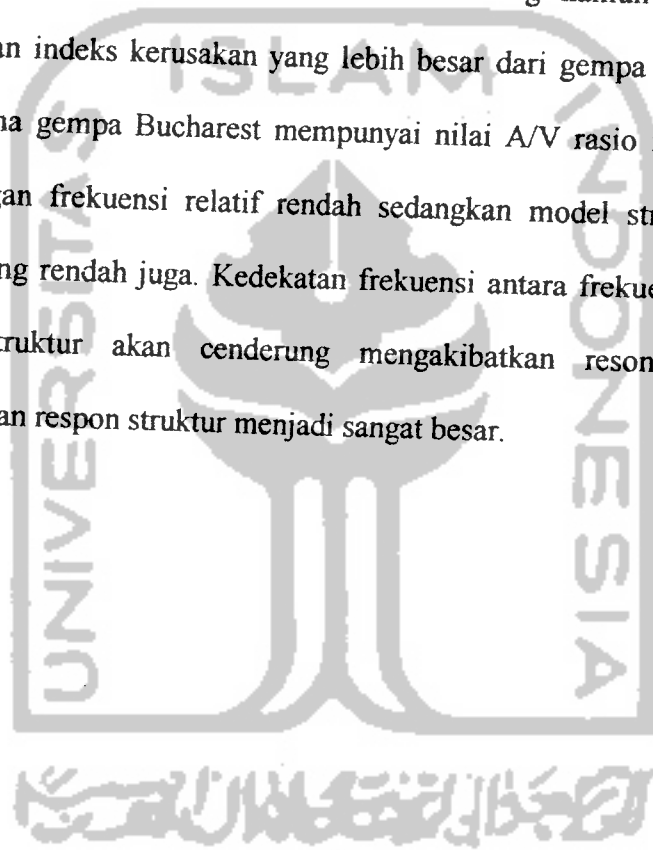 an indeks kerusakan yang lebih besar dari gempa
na gempa Bucharest mempunyai nilai A/V rasio
gan frekuensi relatif rendah sedangkan model st
ng rendah juga. Kedekatan frekuensi antara freku
truktur akan cenderung mengakibatkan reson
an respon struktur menjadi sangat besar.
ISLAM
UNIVERSITAS
INDONESIA